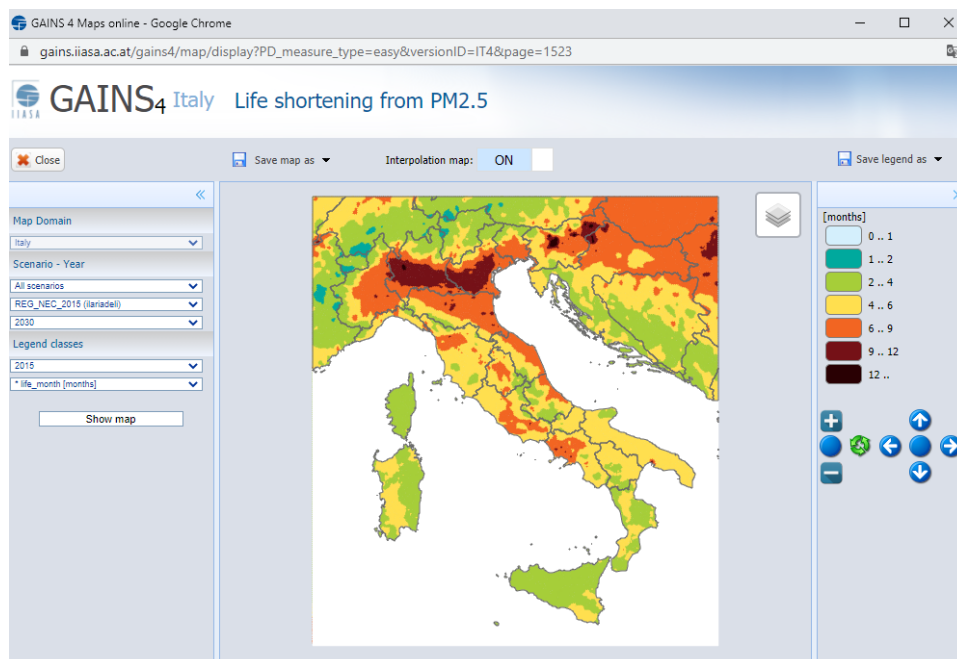 GAINS 4 Maps online - Google Chrome
gains.iiasa.ac.at/gains4/map/display?PD_measure_type=easy&versionID=IT4&page=1523
IIASA
GAINS4 Italy Life shortening from PM2.5
Close
Save map as
Interpolation map: ON
Save legend as
Map Domain
Italy
Scenario - Year
All scenarios
REG_NEC_2015 (ilariadeli)
2030
Legend classes
2015
* life_month [months]
Show map
[months]
0 .. 1
1 .. 2
2 .. 4
4 .. 6
6 .. 9
9 .. 12
12 ..